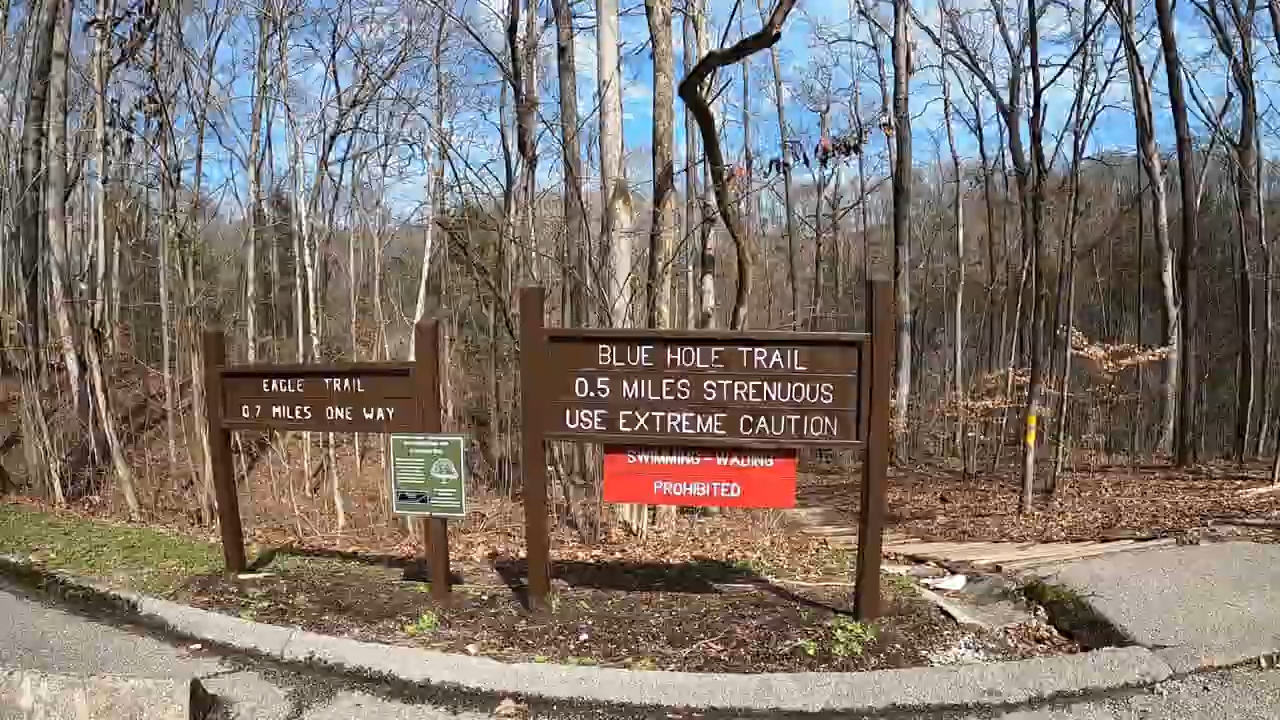 EAGLE TRAIL
0.7 MILES ONE WAY
BLUE HOLE TRAIL
0.5 MILES STRENUOUS
USE EXTREME CAUTION
SWIMMING - WADING
PROHIBITED